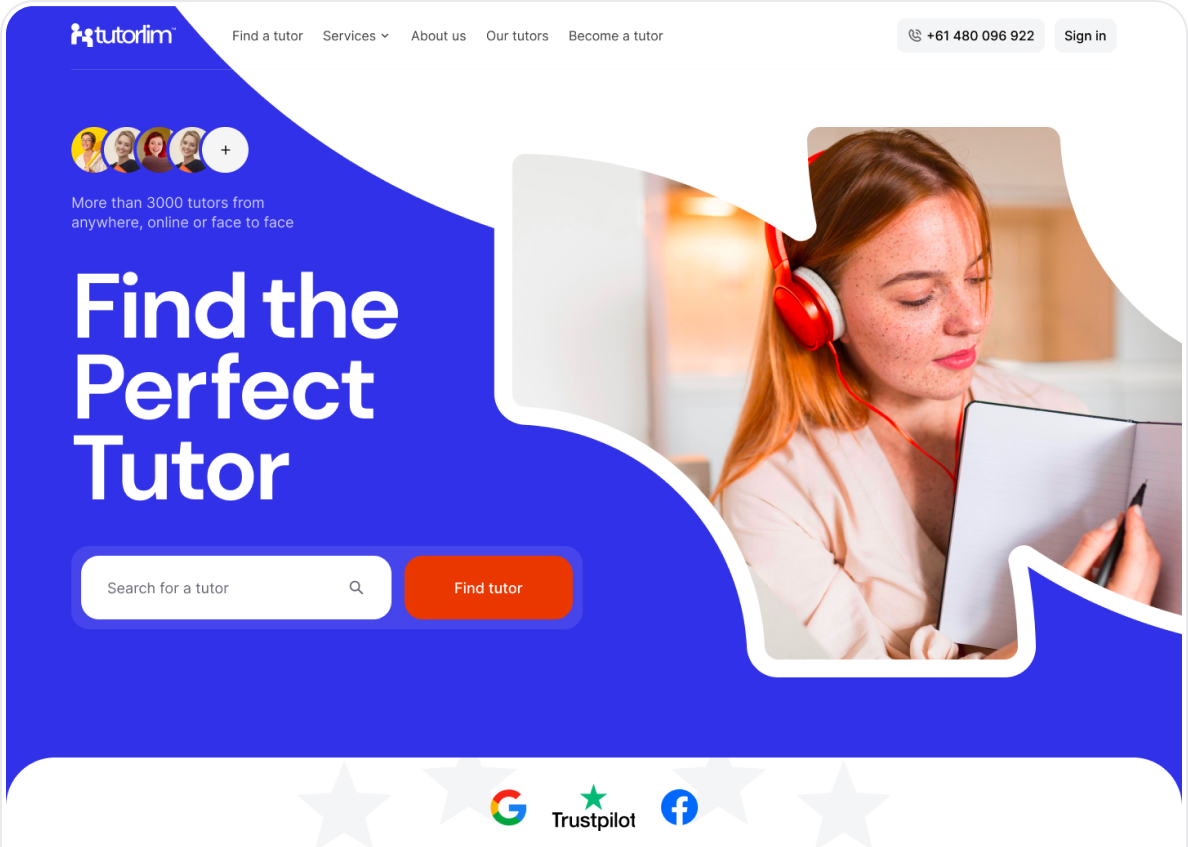 tutorlim™
Find a tutor
Services
About us
Our tutors
Become a tutor
+61 480 096 922
Sign in
+
More than 3000 tutors from
anywhere, online or face to face
Find the
Perfect
Tutor
Search for a tutor
Find tutor
Trustpilot